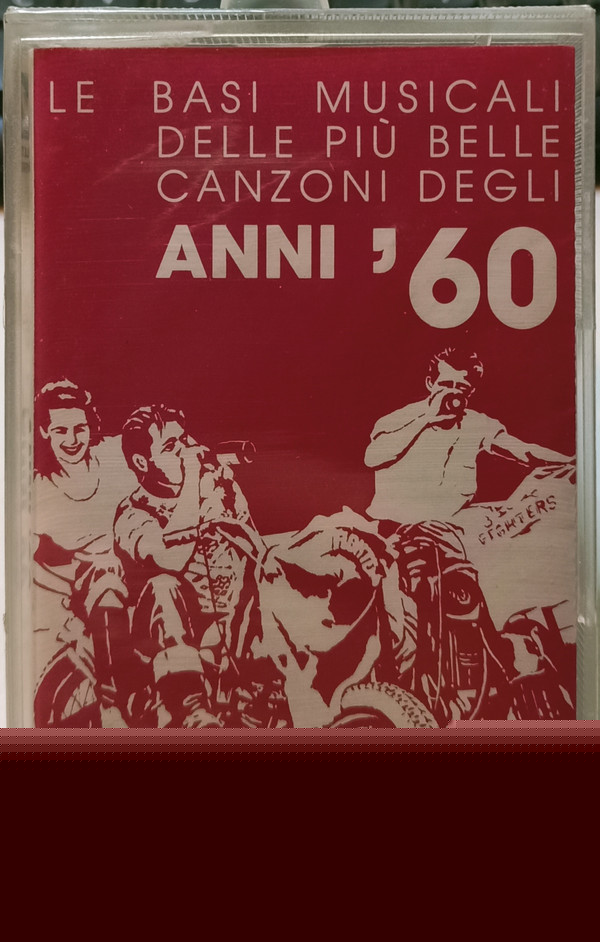 LE BASI MUSICALI
DELLE PIÙ BELLE
CANZONI DEGLI
ANNI '60
FIGHTERS